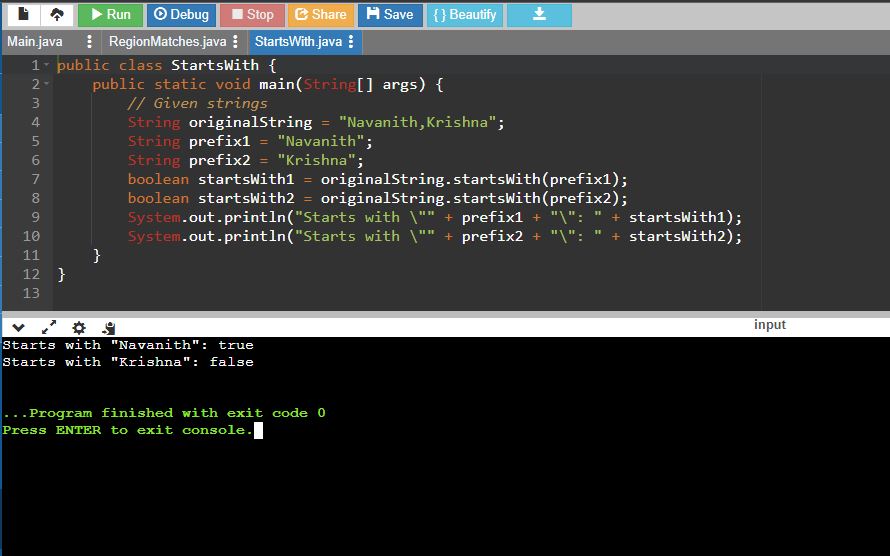 Run Debug Stop Share Save { } Beautify
Main.java RegionMatches.java StartsWith.java
1 public class StartsWith {
2     public static void main(String[] args) {
3         // Given strings
4         String originalString = "Navanith,Krishna";
5         String prefix1 = "Navanith";
6         String prefix2 = "Krishna";
7         boolean startsWith1 = originalString.startsWith(prefix1);
8         boolean startsWith2 = originalString.startsWith(prefix2);
9         System.out.println("Starts with \"" + prefix1 + "\": " + startsWith1);
10         System.out.println("Starts with \"" + prefix2 + "\": " + startsWith2);
11     }
12 }
13
input
Starts with "Navanith": true
Starts with "Krishna": false
...Program finished with exit code 0
Press ENTER to exit console.